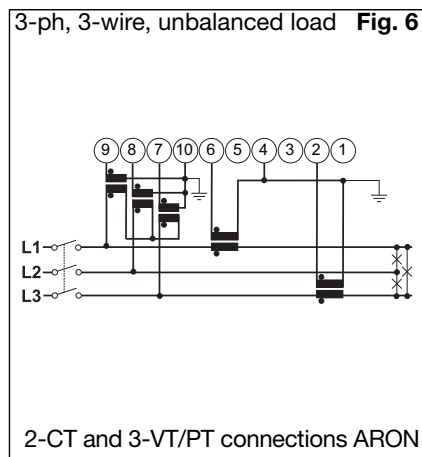 3-ph, 3-wire, unbalanced load Fig. 6
9 8 7 10 6 5 4 3 2 1
L1
L2
L3
2-CT and 3-VT/PT connections ARON